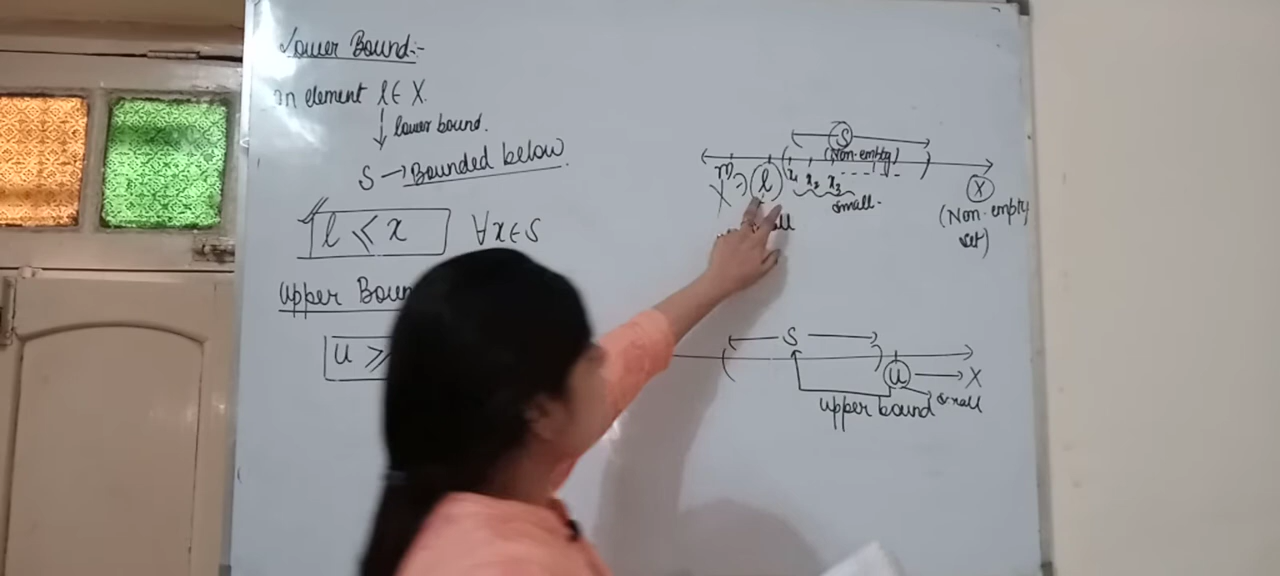 Lower Bound:-
an element l ∈ X.
lower bound.
S → Bounded below.
l ≤ x ∀x∈S
Upper Boun
u ≥
S
(Non-empty)
m l x₁ x₂ x₃
X
small.
(Non-empty
set)
S
u → X
upper bound small